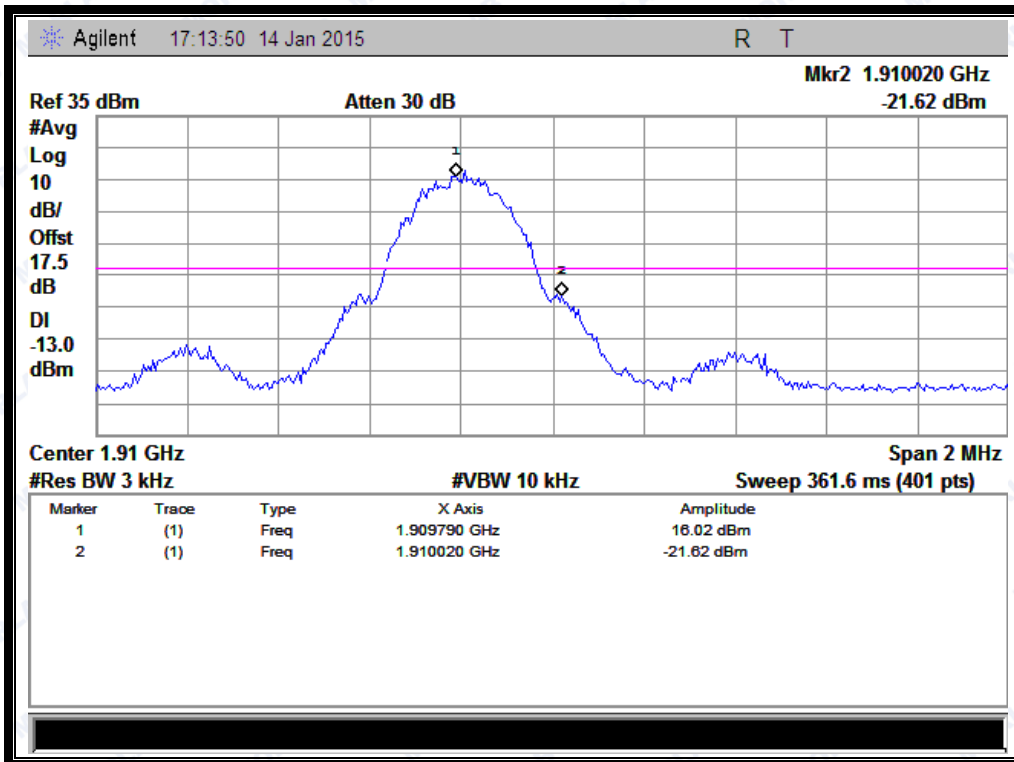 Agilent 17:13:50 14 Jan 2015 R T
Mkr2 1.910020 GHz
Ref 35 dBm Atten 30 dB -21.62 dBm
#Avg
Log
10
dB/
Offst
17.5
dB
DI
-13.0
dBm
1
2
Center 1.91 GHz Span 2 MHz
#Res BW 3 kHz #VBW 10 kHz Sweep 361.6 ms (401 pts)
Marker Trace Type X Axis Amplitude
1 (1) Freq 1.909790 GHz 16.02 dBm
2 (1) Freq 1.910020 GHz -21.62 dBm